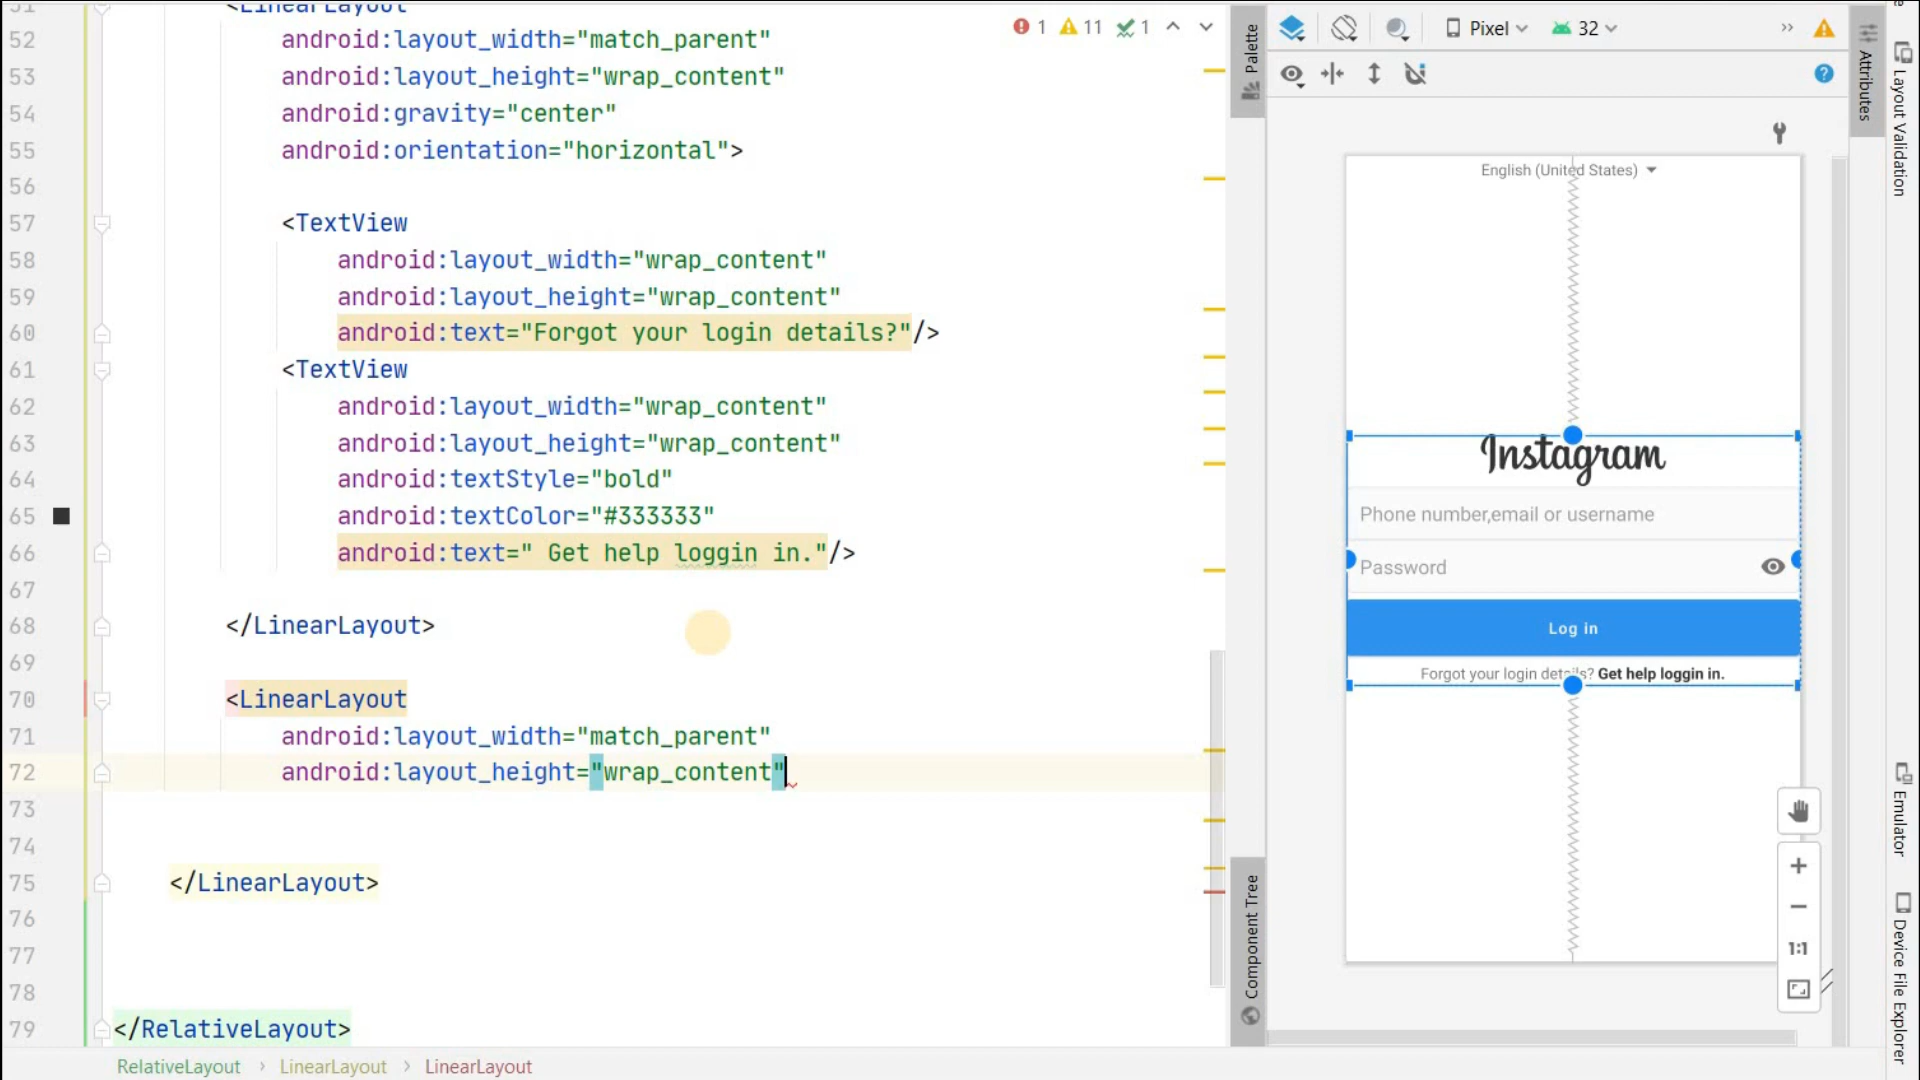 51 <LinearLayout
52 android:layout_width="match_parent"
53 android:layout_height="wrap_content"
54 android:gravity="center"
55 android:orientation="horizontal">
56
57 <TextView
58 android:layout_width="wrap_content"
59 android:layout_height="wrap_content"
60 android:text="Forgot your login details?"/>
61 <TextView
62 android:layout_width="wrap_content"
63 android:layout_height="wrap_content"
64 android:textStyle="bold"
65 android:textColor="#333333"
66 android:text=" Get help loggin in."/>
67
68 </LinearLayout>
69
70 <LinearLayout
71 android:layout_width="match_parent"
72 android:layout_height="wrap_content"
73
74
75 </LinearLayout>
76
77
78
79 </RelativeLayout>
RelativeLayout › LinearLayout › LinearLayout
1 11 1
Palette
Component Tree
Pixel 32
English (United States)
Instagram
Phone number,email or username
Password
Log in
Forgot your login details? Get help loggin in.
1:1
Attributes
Layout Validation
Emulator
Device File Explorer